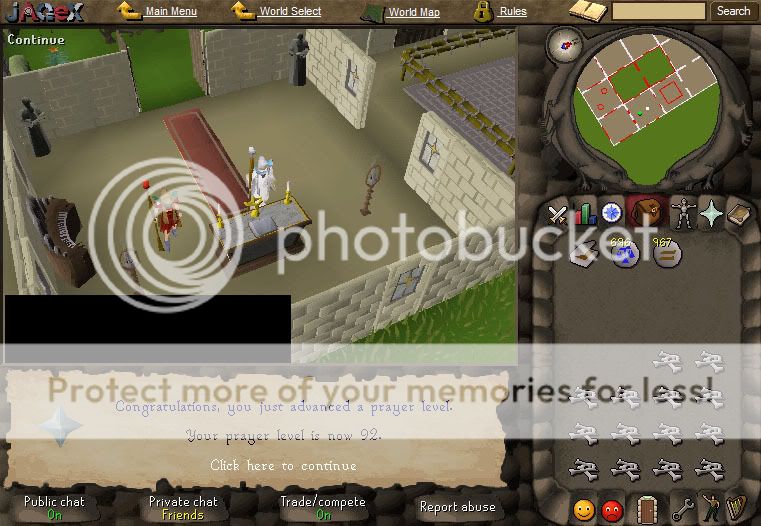 JAGeX
Main Menu
World Select
World Map
Rules
Search
Continue
photobucket
696
967
Protect more of your memories for less!
Congratulations, you just advanced a prayer level.
Your prayer level is now 92.
Click here to continue
Public chat
On
Private chat
Friends
Trade/compete
On
Report abuse